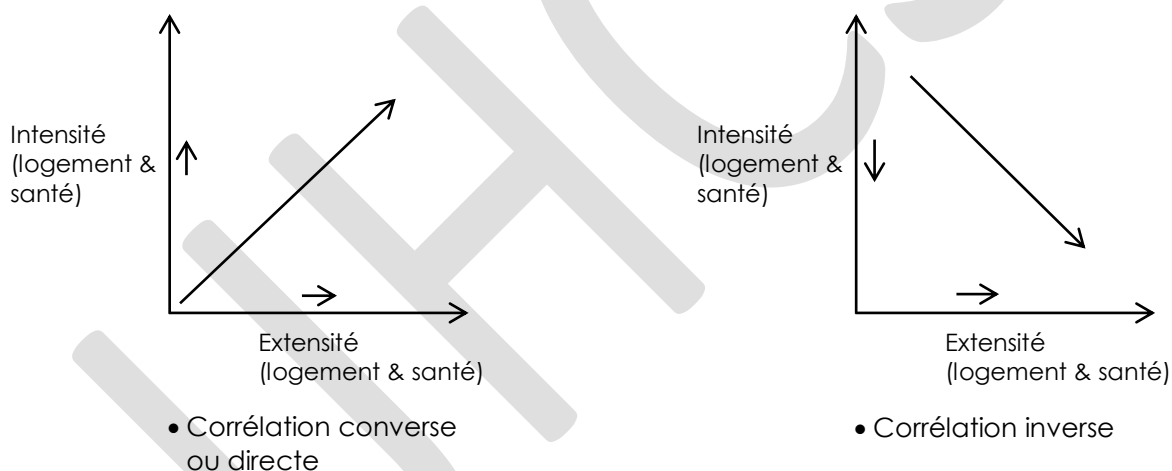 Intensité
(logement &
santé)
Extensité
(logement & santé)
• Corrélation converse
ou directe
Intensité
(logement &
santé)
Extensité
(logement & santé)
• Corrélation inverse